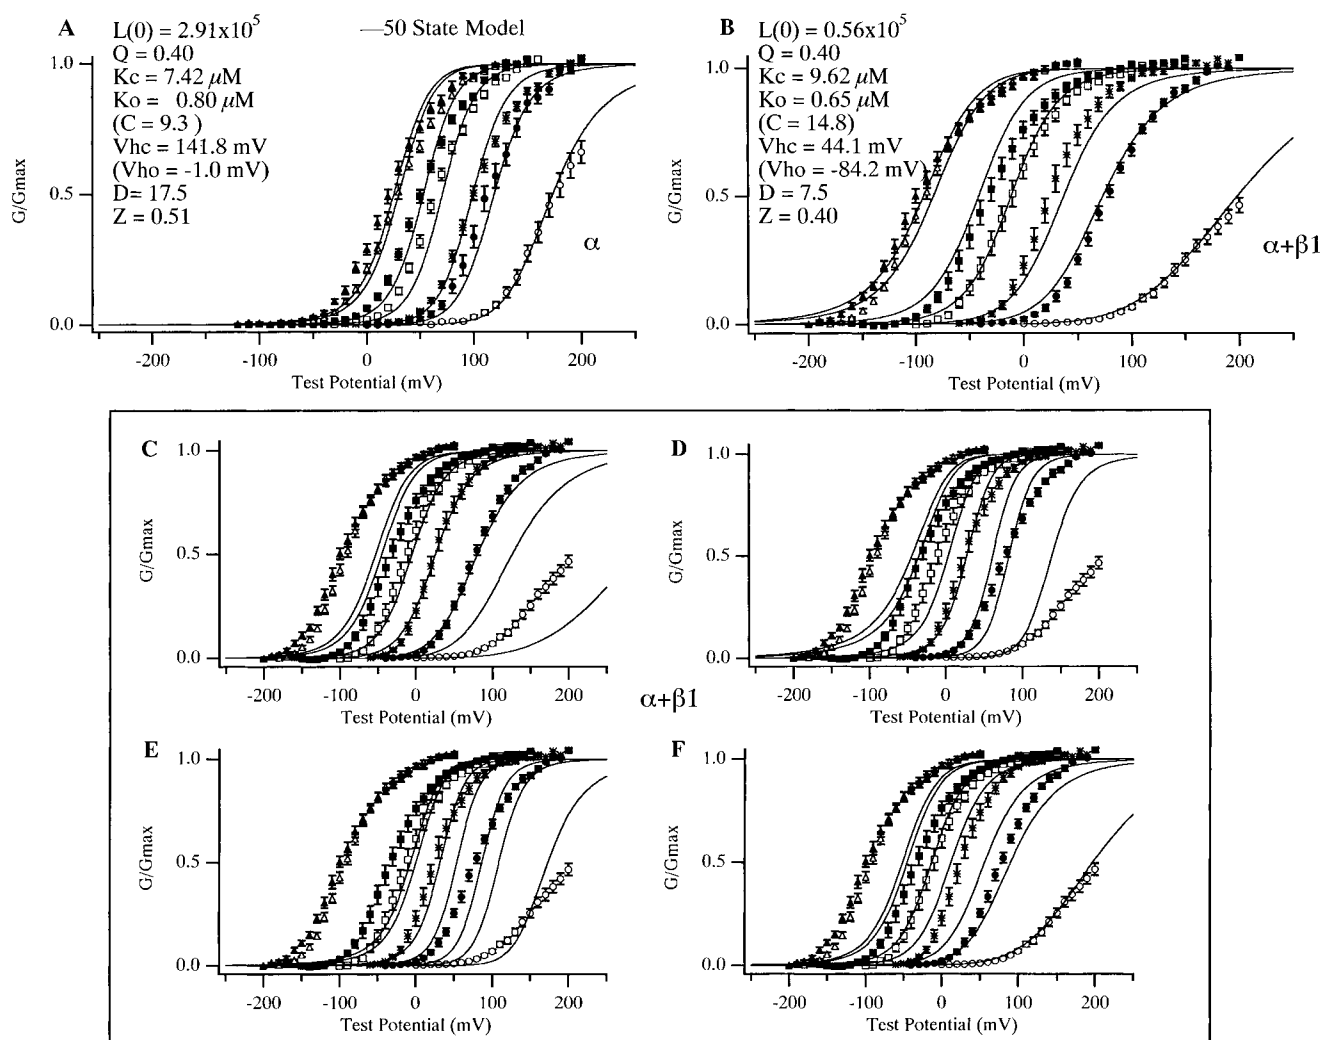 A
L(0) = 2.91x10⁵
Q = 0.40
Kc = 7.42 μM
Ko = 0.80 μM
(C = 9.3 )
Vhc = 141.8 mV
(Vho = -1.0 mV)
D= 17.5
Z = 0.51
—50 State Model
α
G/Gmax
1.0
0.5
0.0
-200 -100 0 100 200
Test Potential (mV)
B
L(0) = 0.56x10⁵
Q = 0.40
Kc = 9.62 μM
Ko = 0.65 μM
(C = 14.8)
Vhc = 44.1 mV
(Vho = -84.2 mV)
D = 7.5
Z = 0.40
α+β1
G/Gmax
1.0
0.5
0.0
-200 -100 0 100 200
Test Potential (mV)
C
G/Gmax
1.0
0.5
0.0
-200 -100 0 100 200
Test Potential (mV)
D
G/Gmax
1.0
0.5
0.0
-200 -100 0 100 200
Test Potential (mV)
α+β1
E
G/Gmax
1.0
0.5
0.0
-200 -100 0 100 200
Test Potential (mV)
F
G/Gmax
1.0
0.5
0.0
-200 -100 0 100 200
Test Potential (mV)